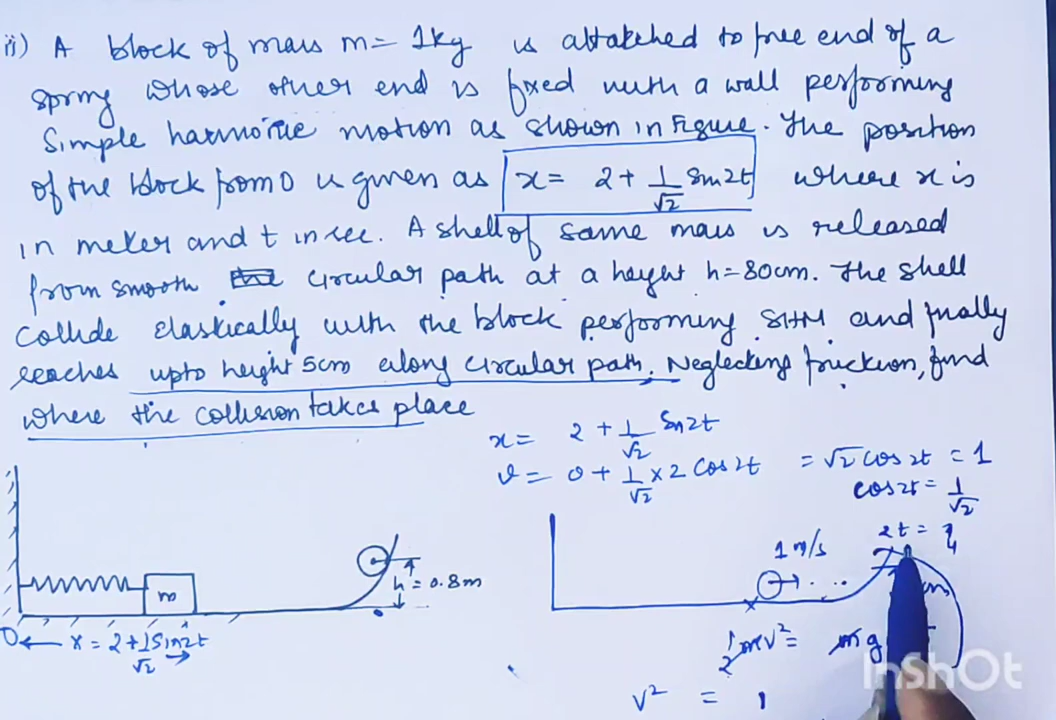 ii) A block of mass m = 1kg is attatched to free end of a
spring whose other end is fixed with a wall performing
Simple harmonic motion as shown in Figure. The position
of the block from O is given as x = 2 + 1/√2 Sin2t where x is
in meter and t in sec. A shell of same mass is released
from smooth circular path at a height h=80cm. The shell
Collide elastically with the block performing SHM and finally
reaches upto height 5cm along circular path. Neglecting friction, find
where the collision takes place
x = 2 + 1/√2 Sin2t
v = 0 + 1/√2 × 2 Cos2t = √2 cos2t = 1
cos2t = 1/√2
2t =
1 m/s
m
h = 0.8m
O
x = 2 + 1/√2 Sin2t
1/2 mv² = mg
v² = 1
InShOt